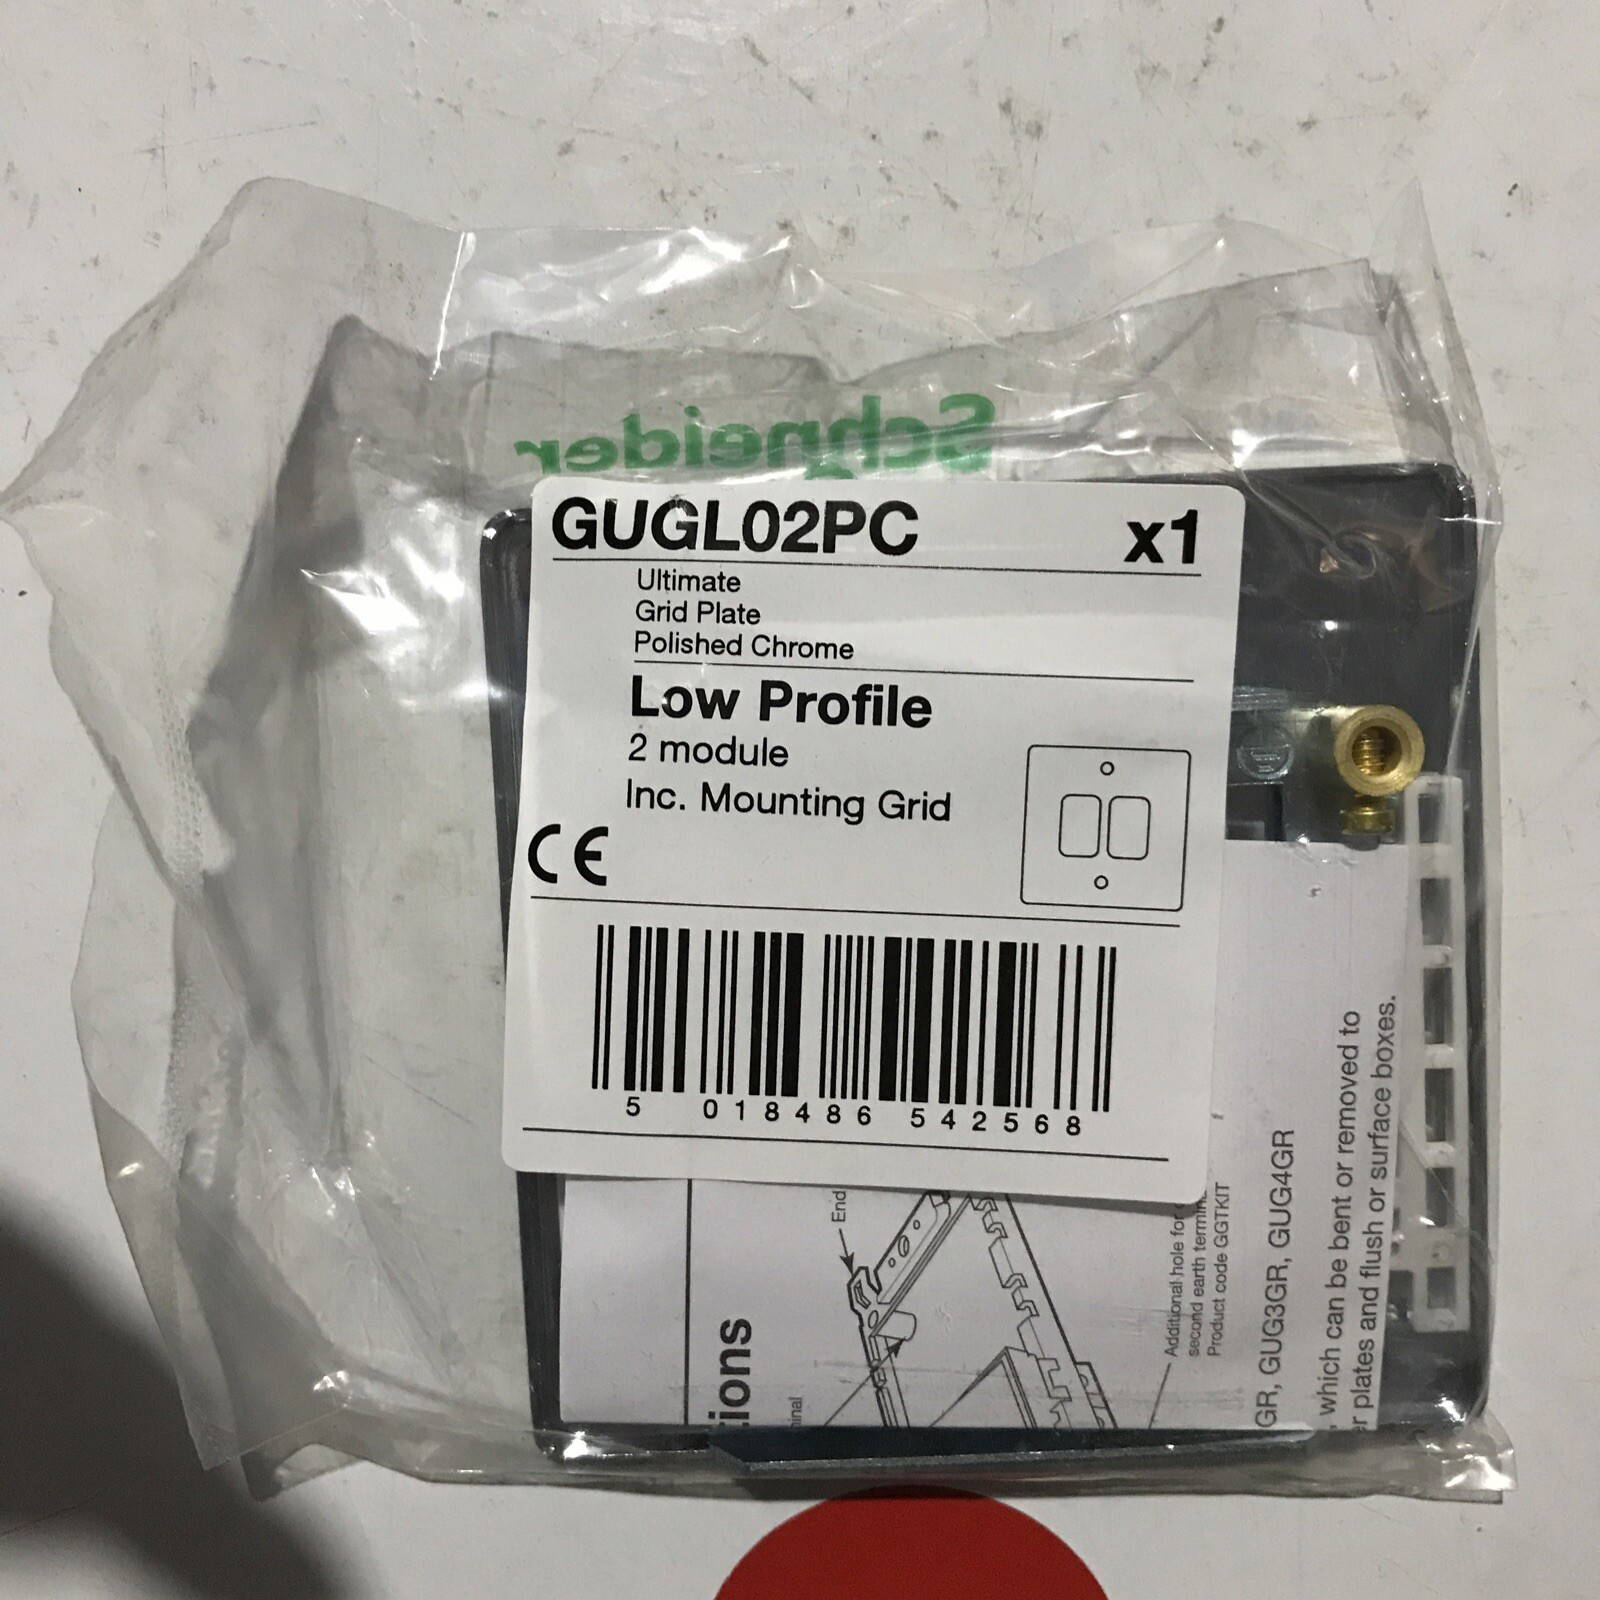 Schneider
GUGL02PC x1
Ultimate
Grid Plate
Polished Chrome
Low Profile
2 module
Inc. Mounting Grid
CE
5 018486 542568
End
Additional hole for
second earth
Product code GGTKIT
GR, GUG3GR, GUG4GR
, which can be bent or removed to
plates and flush or surface boxes.